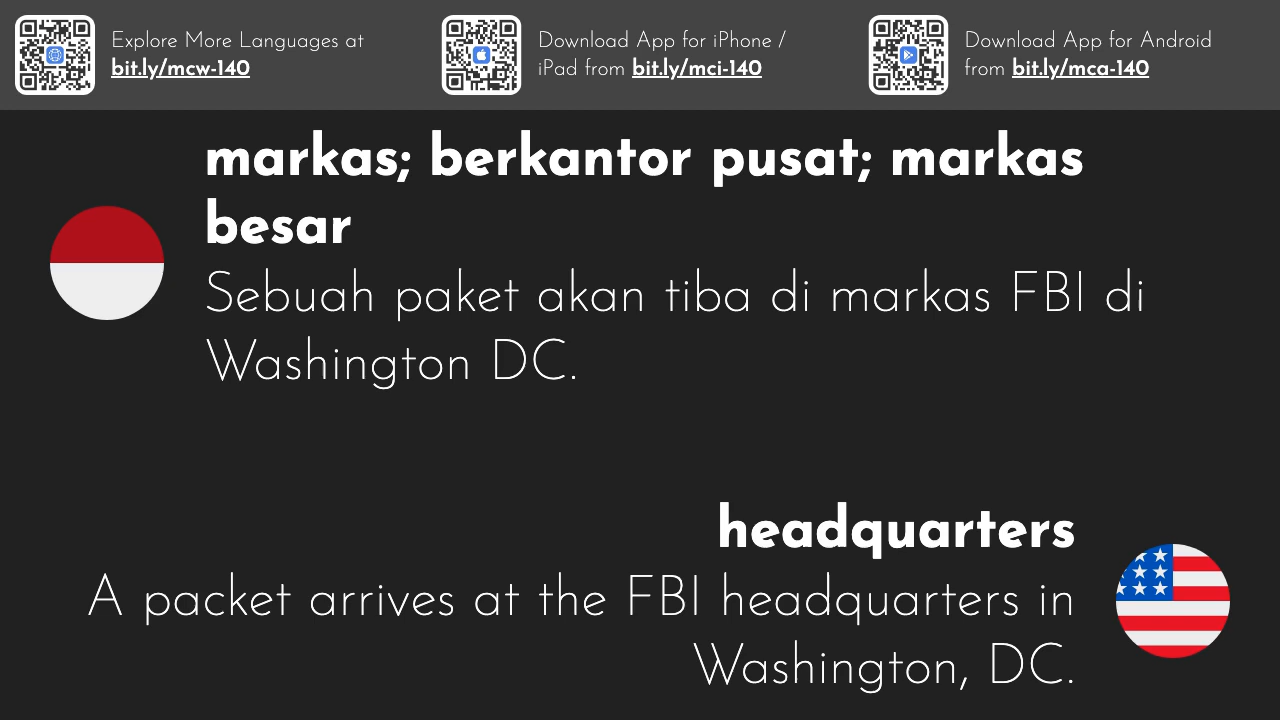 Explore More Languages at
bit.ly/mcw-140
Download App for iPhone /
iPad from bit.ly/mci-140
Download App for Android
from bit.ly/mca-140
markas; berkantor pusat; markas
besar
Sebuah paket akan tiba di markas FBI di
Washington DC.
headquarters
A packet arrives at the FBI headquarters in
Washington, DC.